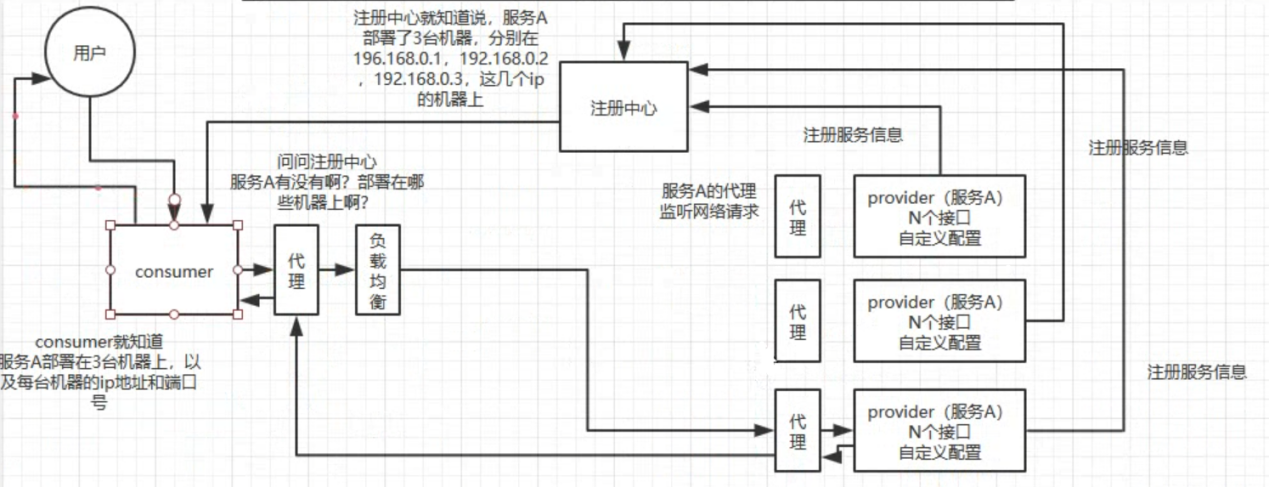 用户
注册中心就知道说，服务A
部署了3台机器，分别在
196.168.0.1，192.168.0.2
，192.168.0.3，这几个ip
的机器上
注册中心
注册服务信息
注册服务信息
问问注册中心
服务A有没有啊？部署在哪
些机器上啊？
服务A的代理
监听网络请求
代
理
provider（服务A）
N个接口
自定义配置
consumer
代
理
负
载
均
衡
代
理
provider（服务A）
N个接口
自定义配置
consumer就知道
服务A部署在3台机器上，以
及每台机器的ip地址和端口
号
注册服务信息
代
理
provider（服务A）
N个接口
自定义配置